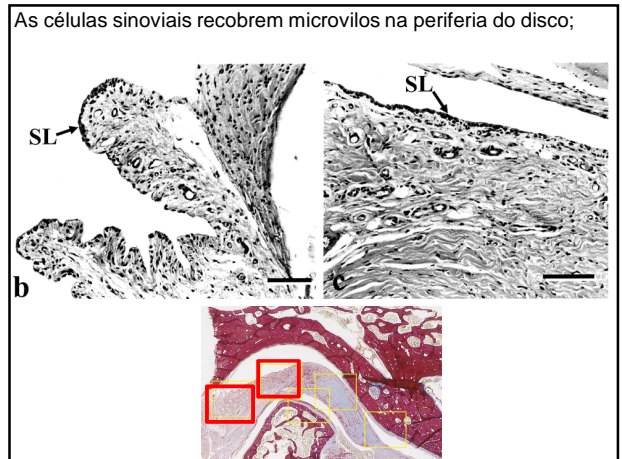 As células sinoviais recobrem microvilos na periferia do disco;
SL
SL
b
c